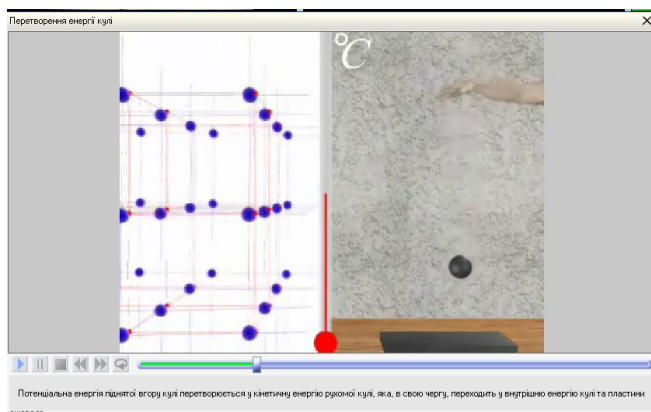 Перетворення енергії кулі
°C
Потенціальна енергія піднятої вгору кулі перетворюється у кінетичну енергію рухомої кулі, яка, в свою чергу, переходить у внутрішню енергію кулі та пластини